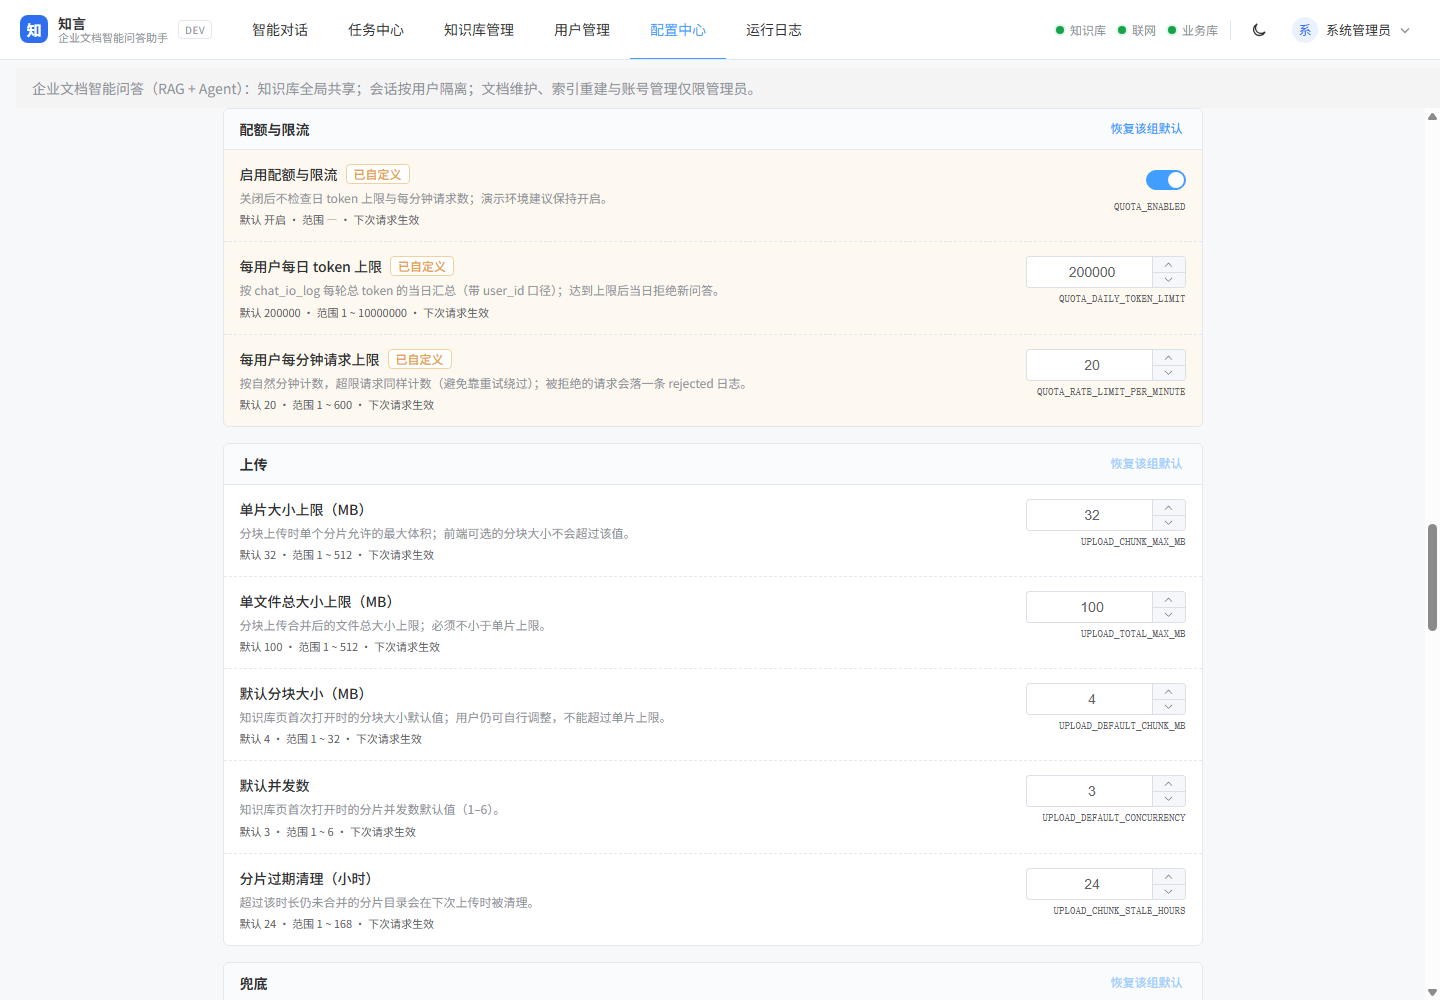 知
知言
企业文档智能问答助手
DEV
智能对话
任务中心
知识库管理
用户管理
配置中心
运行日志
知识库
联网
业务库
系
系统管理员
企业文档智能问答（RAG + Agent）：知识库全局共享；会话按用户隔离；文档维护、索引重建与账号管理仅限管理员。
配额与限流
恢复该组默认
启用配额与限流
已自定义
关闭后不检查日 token 上限与每分钟请求数；演示环境建议保持开启。
默认 开启 · 范围 — · 下次请求生效
QUOTA_ENABLED
每用户每日 token 上限
已自定义
按 chat_io_log 每轮总 token 的当日汇总（带 user_id 口径）；达到上限后当日拒绝新问答。
默认 200000 · 范围 1 ~ 10000000 · 下次请求生效
200000
QUOTA_DAILY_TOKEN_LIMIT
每用户每分钟请求上限
已自定义
按自然分钟计数，超限请求同样计数（避免靠重试绕过）；被拒绝的请求会落一条 rejected 日志。
默认 20 · 范围 1 ~ 600 · 下次请求生效
20
QUOTA_RATE_LIMIT_PER_MINUTE
上传
恢复该组默认
单片大小上限（MB）
分块上传时单个分片允许的最大体积；前端可选的分块大小不会超过该值。
默认 32 · 范围 1 ~ 512 · 下次请求生效
32
UPLOAD_CHUNK_MAX_MB
单文件总大小上限（MB）
分块上传合并后的文件总大小上限；必须不小于单片上限。
默认 100 · 范围 1 ~ 512 · 下次请求生效
100
UPLOAD_TOTAL_MAX_MB
默认分块大小（MB）
知识库页首次打开时的分块大小默认值；用户仍可自行调整，不能超过单片上限。
默认 4 · 范围 1 ~ 32 · 下次请求生效
4
UPLOAD_DEFAULT_CHUNK_MB
默认并发数
知识库页首次打开时的分片并发数默认值（1–6）。
默认 3 · 范围 1 ~ 6 · 下次请求生效
3
UPLOAD_DEFAULT_CONCURRENCY
分片过期清理（小时）
超过该时长仍未合并的分片目录会在下次上传时被清理。
默认 24 · 范围 1 ~ 168 · 下次请求生效
24
UPLOAD_CHUNK_STALE_HOURS
兜底
恢复该组默认